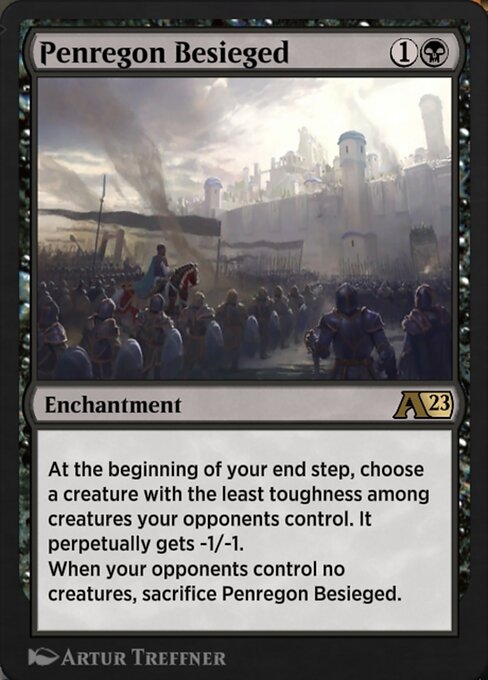 Penregon Besieged 1
Enchantment A23
At the beginning of your end step, choose
a creature with the least toughness among
creatures your opponents control. It
perpetually gets -1/-1.
When your opponents control no
creatures, sacrifice Penregon Besieged.
Artur Treffner